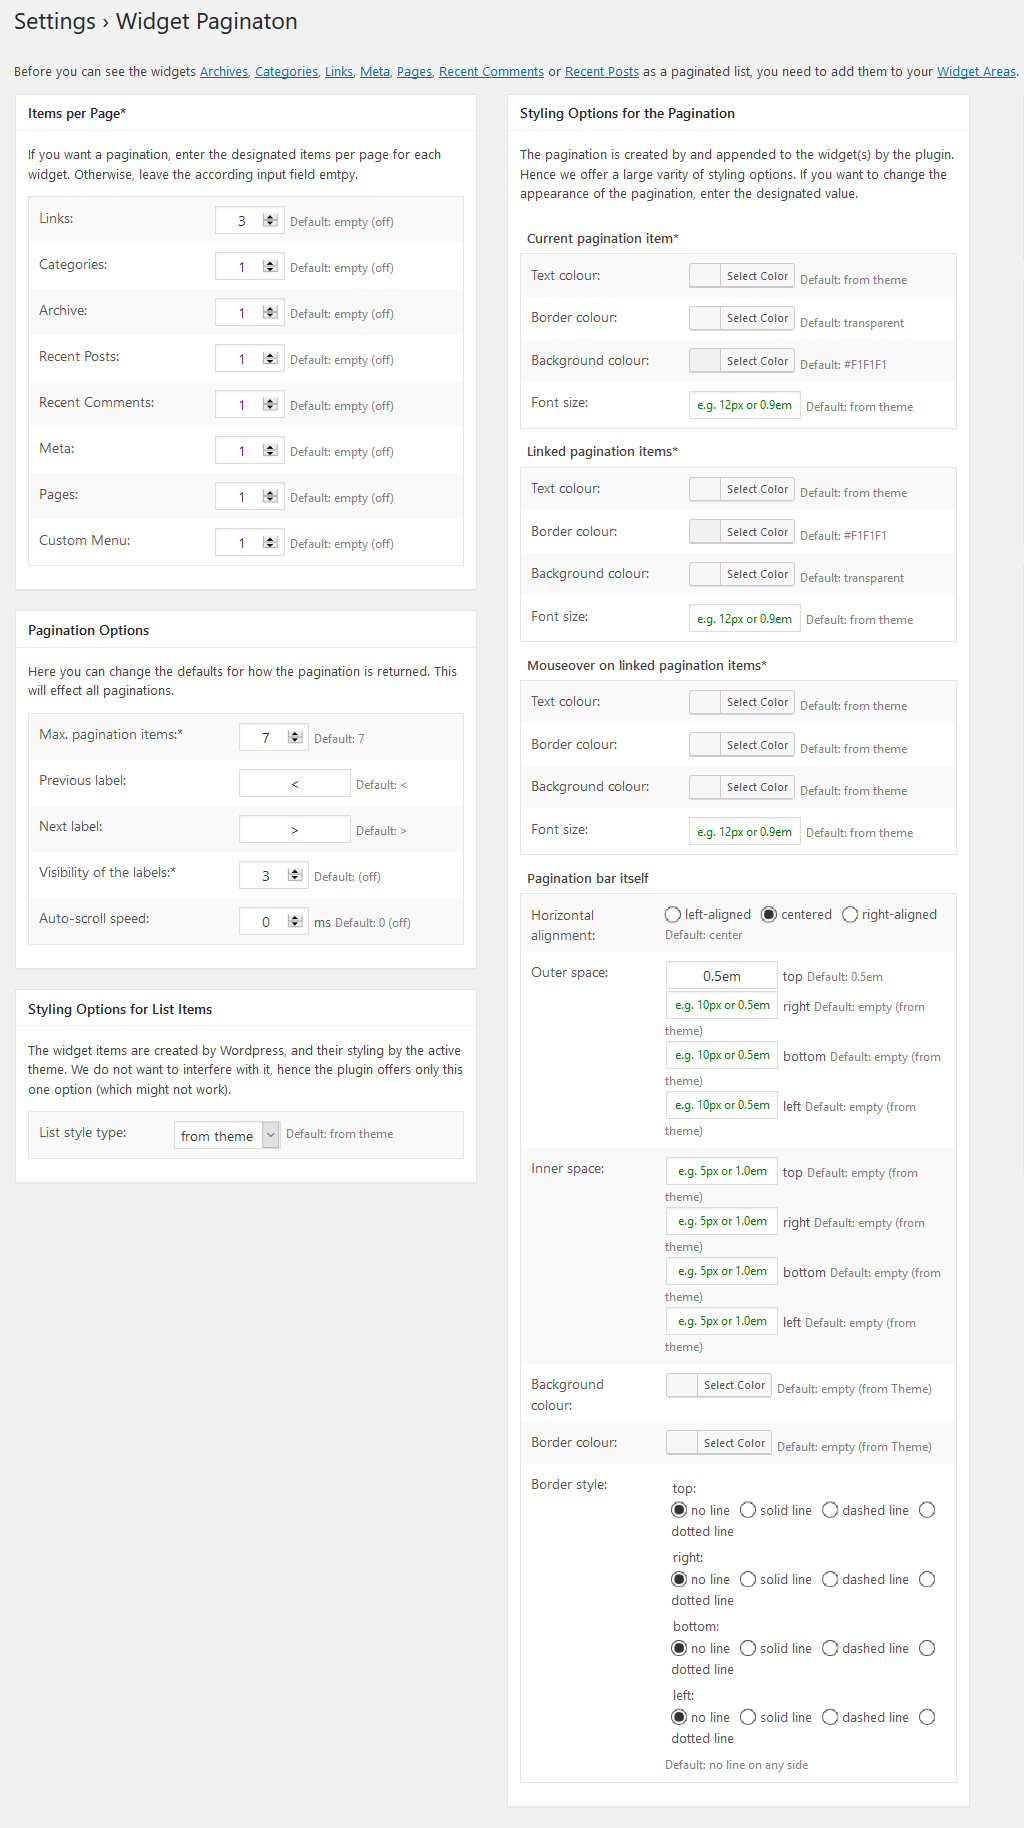 Settings › Widget Paginaton
Before you can see the widgets Archives, Categories, Links, Meta, Pages, Recent Comments or Recent Posts as a paginated list, you need to add them to your Widget Areas.
Items per Page*
If you want a pagination, enter the designated items per page for each
widget. Otherwise, leave the according input field emtpy.
Links: 3 Default: empty (off)
Categories: 1 Default: empty (off)
Archive: 1 Default: empty (off)
Recent Posts: 1 Default: empty (off)
Recent Comments: 1 Default: empty (off)
Meta: 1 Default: empty (off)
Pages: 1 Default: empty (off)
Custom Menu: 1 Default: empty (off)
Pagination Options
Here you can change the defaults for how the pagination is returned. This
will effect all paginations.
Max. pagination items:* 7 Default: 7
Previous label: < Default: <
Next label: > Default: >
Visibility of the labels:* 3 Default: (off)
Auto-scroll speed: 0 ms Default: 0 (off)
Styling Options for List Items
The widget items are created by Wordpress, and their styling by the active
theme. We do not want to interfere with it, hence the plugin offers only this
one option (which might not work).
List style type: from theme Default: from theme
Styling Options for the Pagination
The pagination is created by and appended to the widget(s) by the plugin.
Hence we offer a large varity of styling options. If you want to change the
appearance of the pagination, enter the designated value.
Current pagination item*
Text colour: Select Color Default: from theme
Border colour: Select Color Default: transparent
Background colour: Select Color Default: #F1F1F1
Font size: e.g. 12px or 0.9em Default: from theme
Linked pagination items*
Text colour: Select Color Default: from theme
Border colour: Select Color Default: #F1F1F1
Background colour: Select Color Default: transparent
Font size: e.g. 12px or 0.9em Default: from theme
Mouseover on linked pagination items*
Text colour: Select Color Default: from theme
Border colour: Select Color Default: from theme
Background colour: Select Color Default: from theme
Font size: e.g. 12px or 0.9em Default: from theme
Pagination bar itself
Horizontal left-aligned centered right-aligned
alignment: Default: center
Outer space: 0.5em top Default: 0.5em
e.g. 10px or 0.5em right Default: empty (from
theme)
e.g. 10px or 0.5em bottom Default: empty (from
theme)
e.g. 10px or 0.5em left Default: empty (from
theme)
Inner space: e.g. 5px or 1.0em top Default: empty (from
theme)
e.g. 5px or 1.0em right Default: empty (from
theme)
e.g. 5px or 1.0em bottom Default: empty (from
theme)
e.g. 5px or 1.0em left Default: empty (from
theme)
Background Select Color Default: empty (from Theme)
colour:
Border colour: Select Color Default: empty (from Theme)
Border style: top:
no line solid line dashed line
dotted line
right:
no line solid line dashed line
dotted line
bottom:
no line solid line dashed line
dotted line
left:
no line solid line dashed line
dotted line
Default: no line on any side